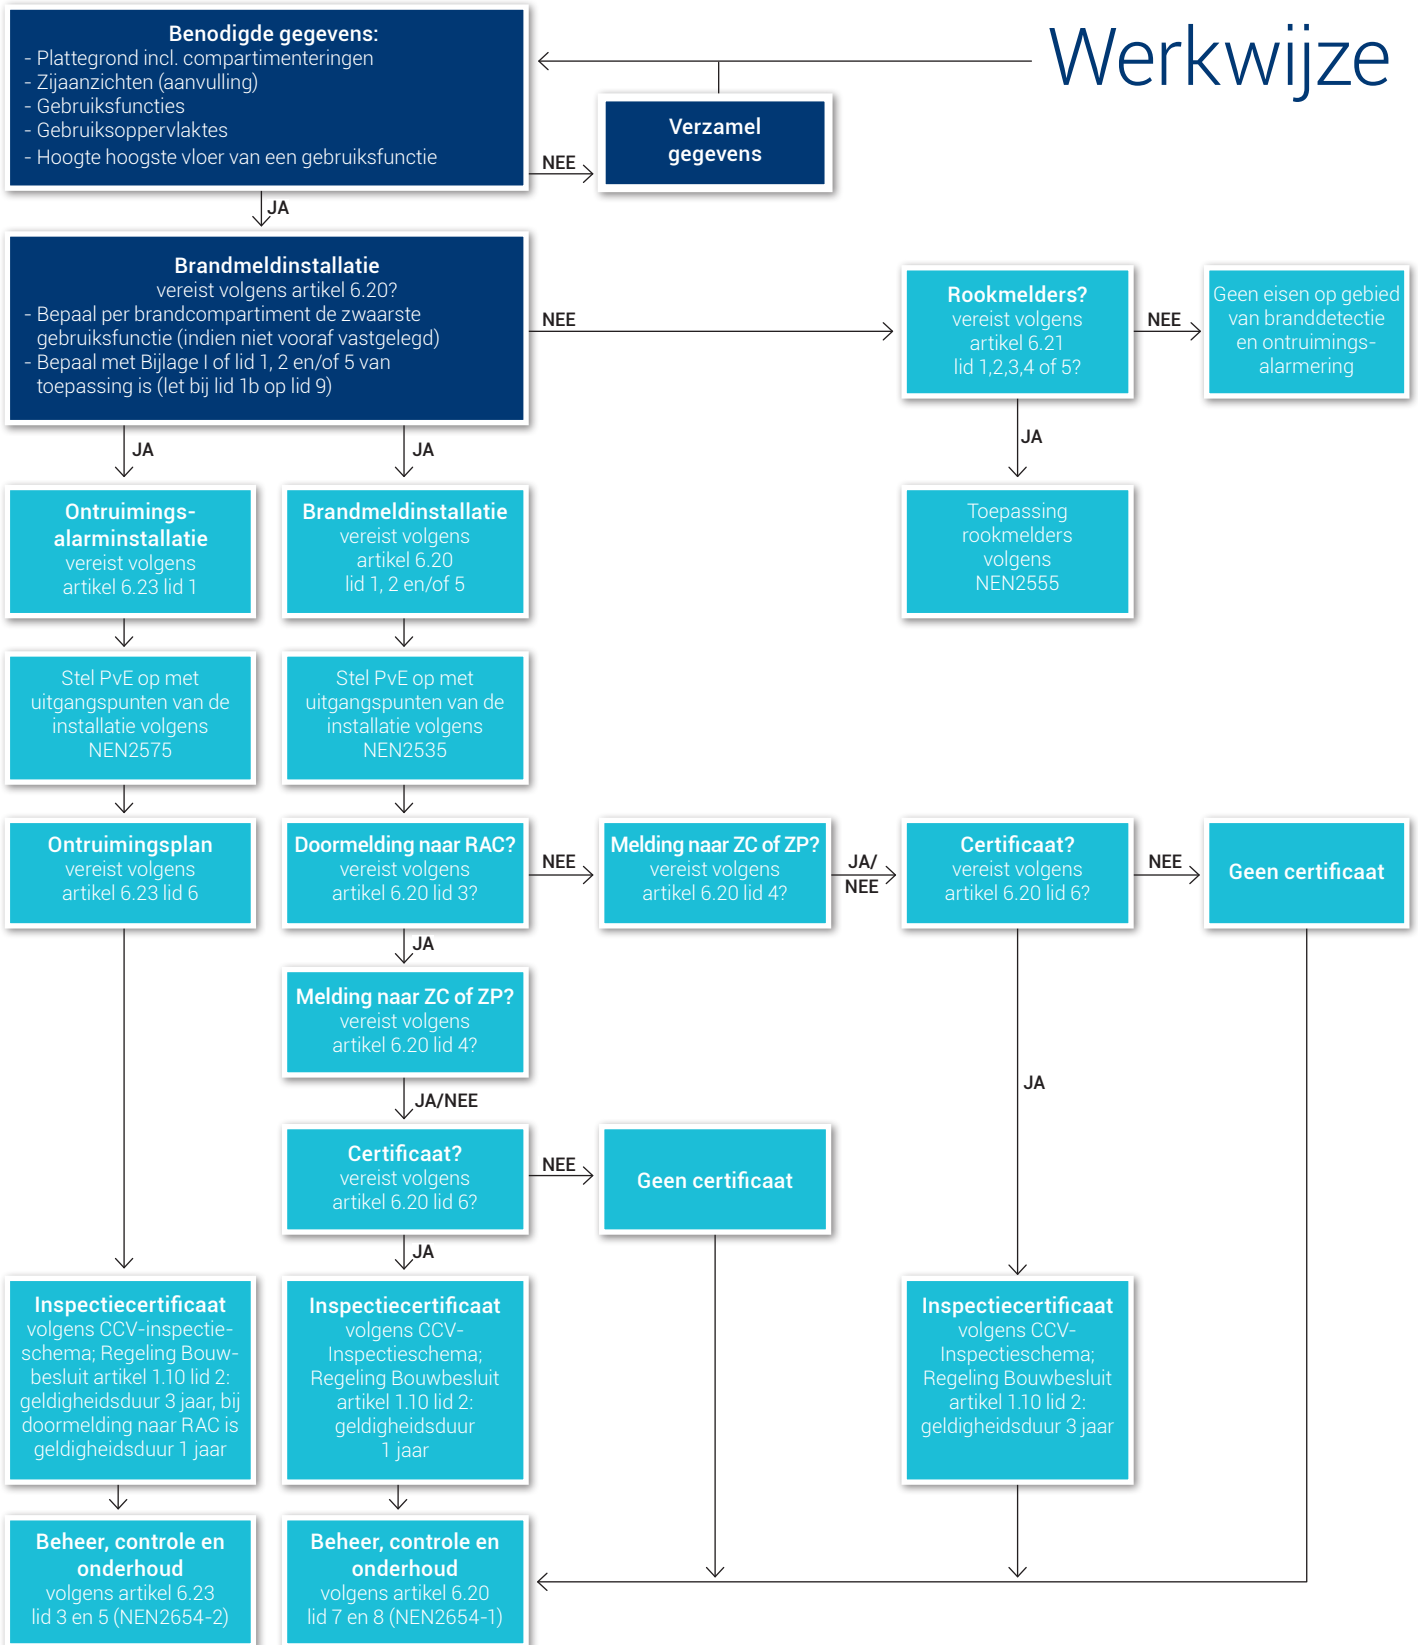 Werkwijze
Benodigde gegevens:
- Plattegrond incl. compartimenteringen
- Zijaanzichten (aanvulling)
- Gebruiksfuncties
- Gebruiksoppervlaktes
- Hoogte hoogste vloer van een gebruiksfunctie
NEE
Verzamel
gegevens
JA
Brandmeldinstallatie
vereist volgens artikel 6.20?
- Bepaal per brandcompartiment de zwaarste
gebruiksfunctie (indien niet vooraf vastgelegd)
- Bepaal met Bijlage I of lid 1, 2 en/of 5 van
toepassing is (let bij lid 1b op lid 9)
NEE
Rookmelders?
vereist volgens
artikel 6.21
lid 1,2,3,4 of 5?
NEE
Geen eisen op gebied
van branddetectie
en ontruimings-
alarmering
JA
JA
JA
Ontruimings-
alarminstallatie
vereist volgens
artikel 6.23 lid 1
Brandmeldinstallatie
vereist volgens
artikel 6.20
lid 1, 2 en/of 5
Toepassing
rookmelders
volgens
NEN2555
Stel PvE op met
uitgangspunten van de
installatie volgens
NEN2575
Stel PvE op met
uitgangspunten van de
installatie volgens
NEN2535
Ontruimingsplan
vereist volgens
artikel 6.23 lid 6
Doormelding naar RAC?
vereist volgens
artikel 6.20 lid 3?
NEE
Melding naar ZC of ZP?
vereist volgens
artikel 6.20 lid 4?
JA/
NEE
Certificaat?
vereist volgens
artikel 6.20 lid 6?
NEE
Geen certificaat
JA
Melding naar ZC of ZP?
vereist volgens
artikel 6.20 lid 4?
JA/NEE
JA
Certificaat?
vereist volgens
artikel 6.20 lid 6?
NEE
Geen certificaat
JA
Inspectiecertificaat
volgens CCV-inspectie-
schema; Regeling Bouw-
besluit artikel 1.10 lid 2:
geldigheidsduur 3 jaar, bij
doormelding naar RAC is
geldigheidsduur 1 jaar
Inspectiecertificaat
volgens CCV-
Inspectieschema;
Regeling Bouwbesluit
artikel 1.10 lid 2:
geldigheidsduur
1 jaar
Inspectiecertificaat
volgens CCV-
Inspectieschema;
Regeling Bouwbesluit
artikel 1.10 lid 2:
geldigheidsduur 3 jaar
Beheer, controle en
onderhoud
volgens artikel 6.23
lid 3 en 5 (NEN2654-2)
Beheer, controle en
onderhoud
volgens artikel 6.20
lid 7 en 8 (NEN2654-1)